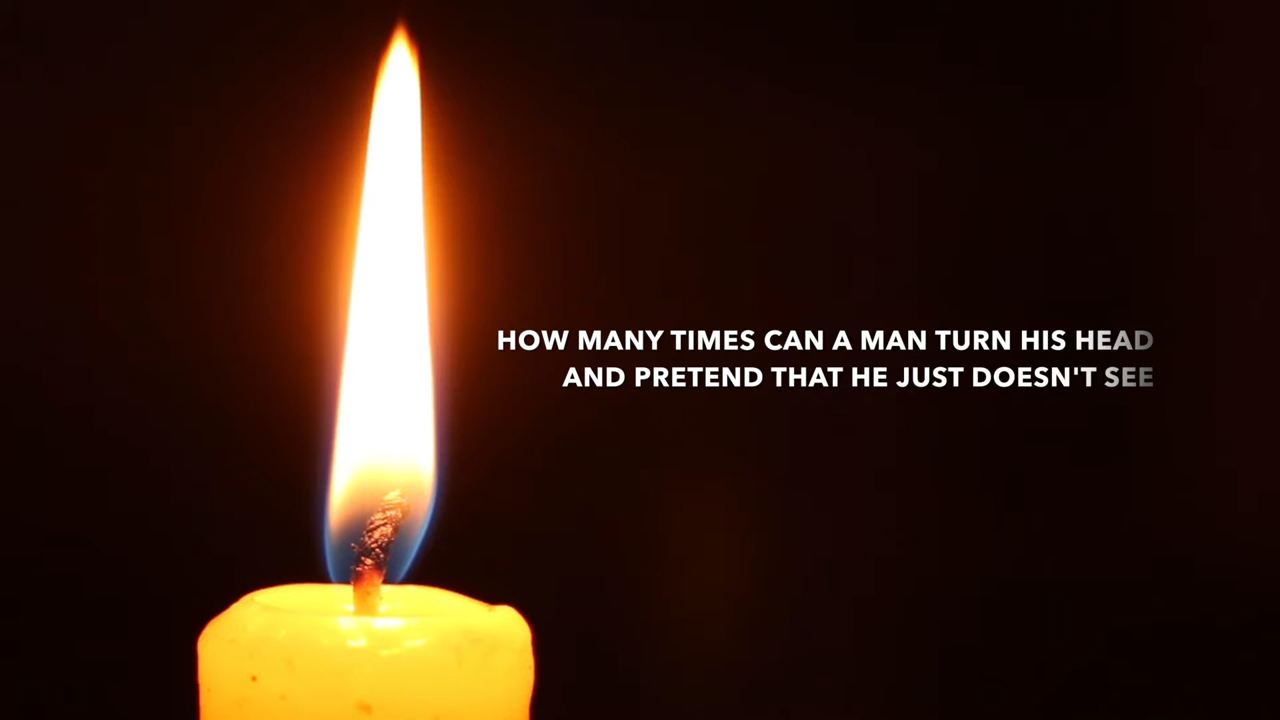 HOW MANY TIMES CAN A MAN TURN HIS HEAD
AND PRETEND THAT HE JUST DOESN'T SEE